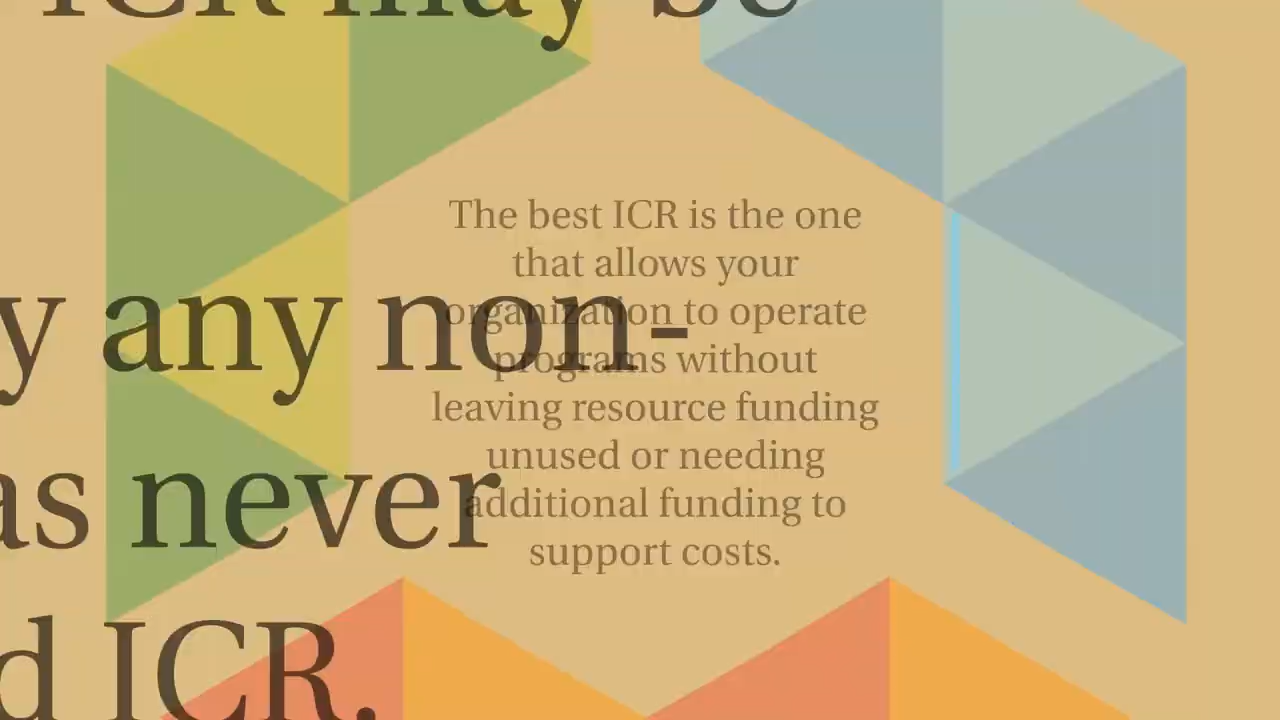 ICR may be
The best ICR is the one
that allows your
organization to operate
programs without
leaving resource funding
unused or needing
additional funding to
support costs.
y any non-
as never
d ICR.